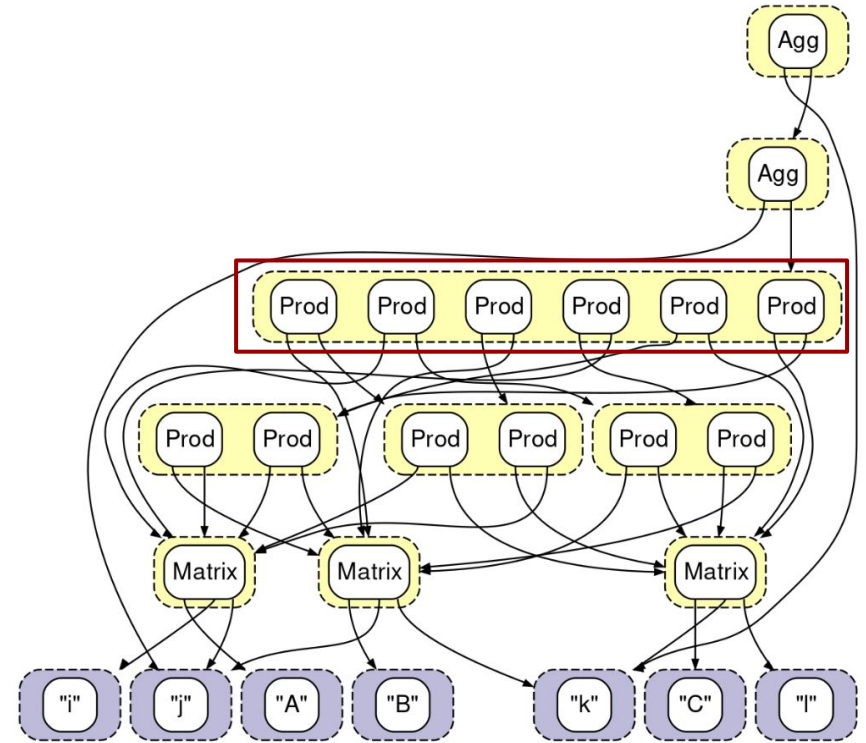 Agg
Agg
Prod Prod Prod Prod Prod Prod
Prod Prod Prod Prod Prod Prod
Matrix Matrix Matrix
"i" "j" "A" "B" "k" "C" "l"